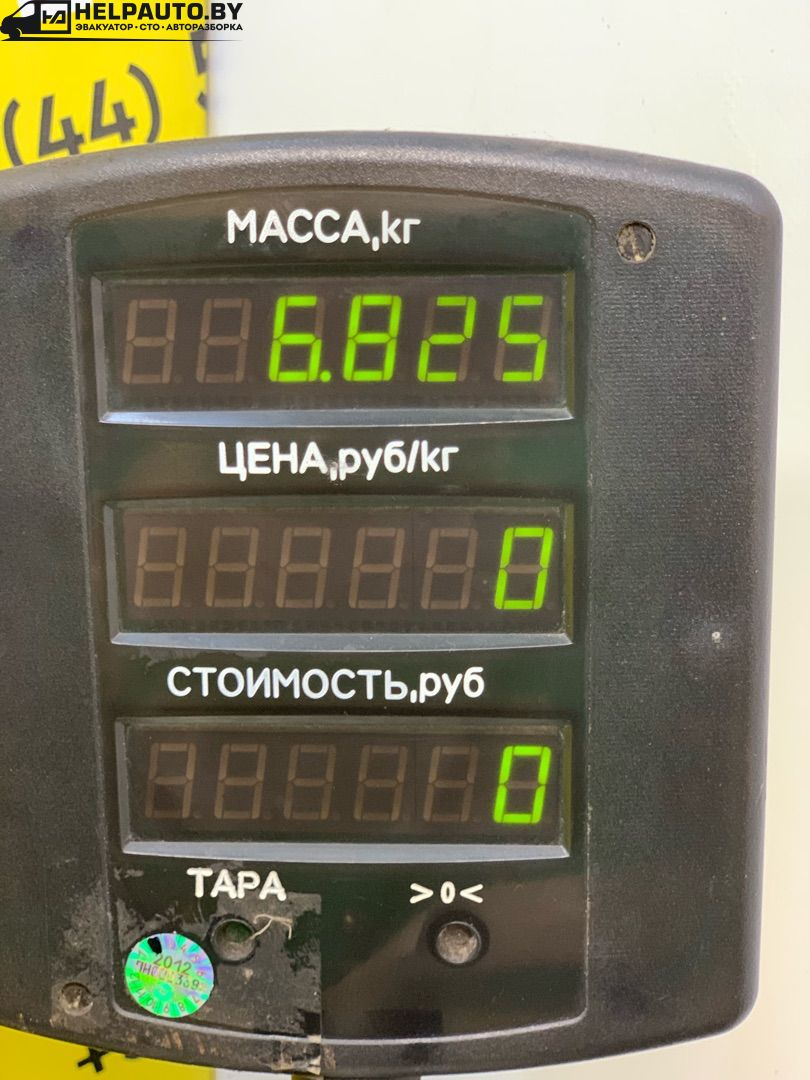 HELPAUTO.BY
ЭВАКУАТОР • СТО • АВТОРАЗБОРКА
(44) 5
МАССА,кг
6.825
ЦЕНА,руб/кг
0
СТОИМОСТЬ,руб
0
ТАРА
>0<
2012